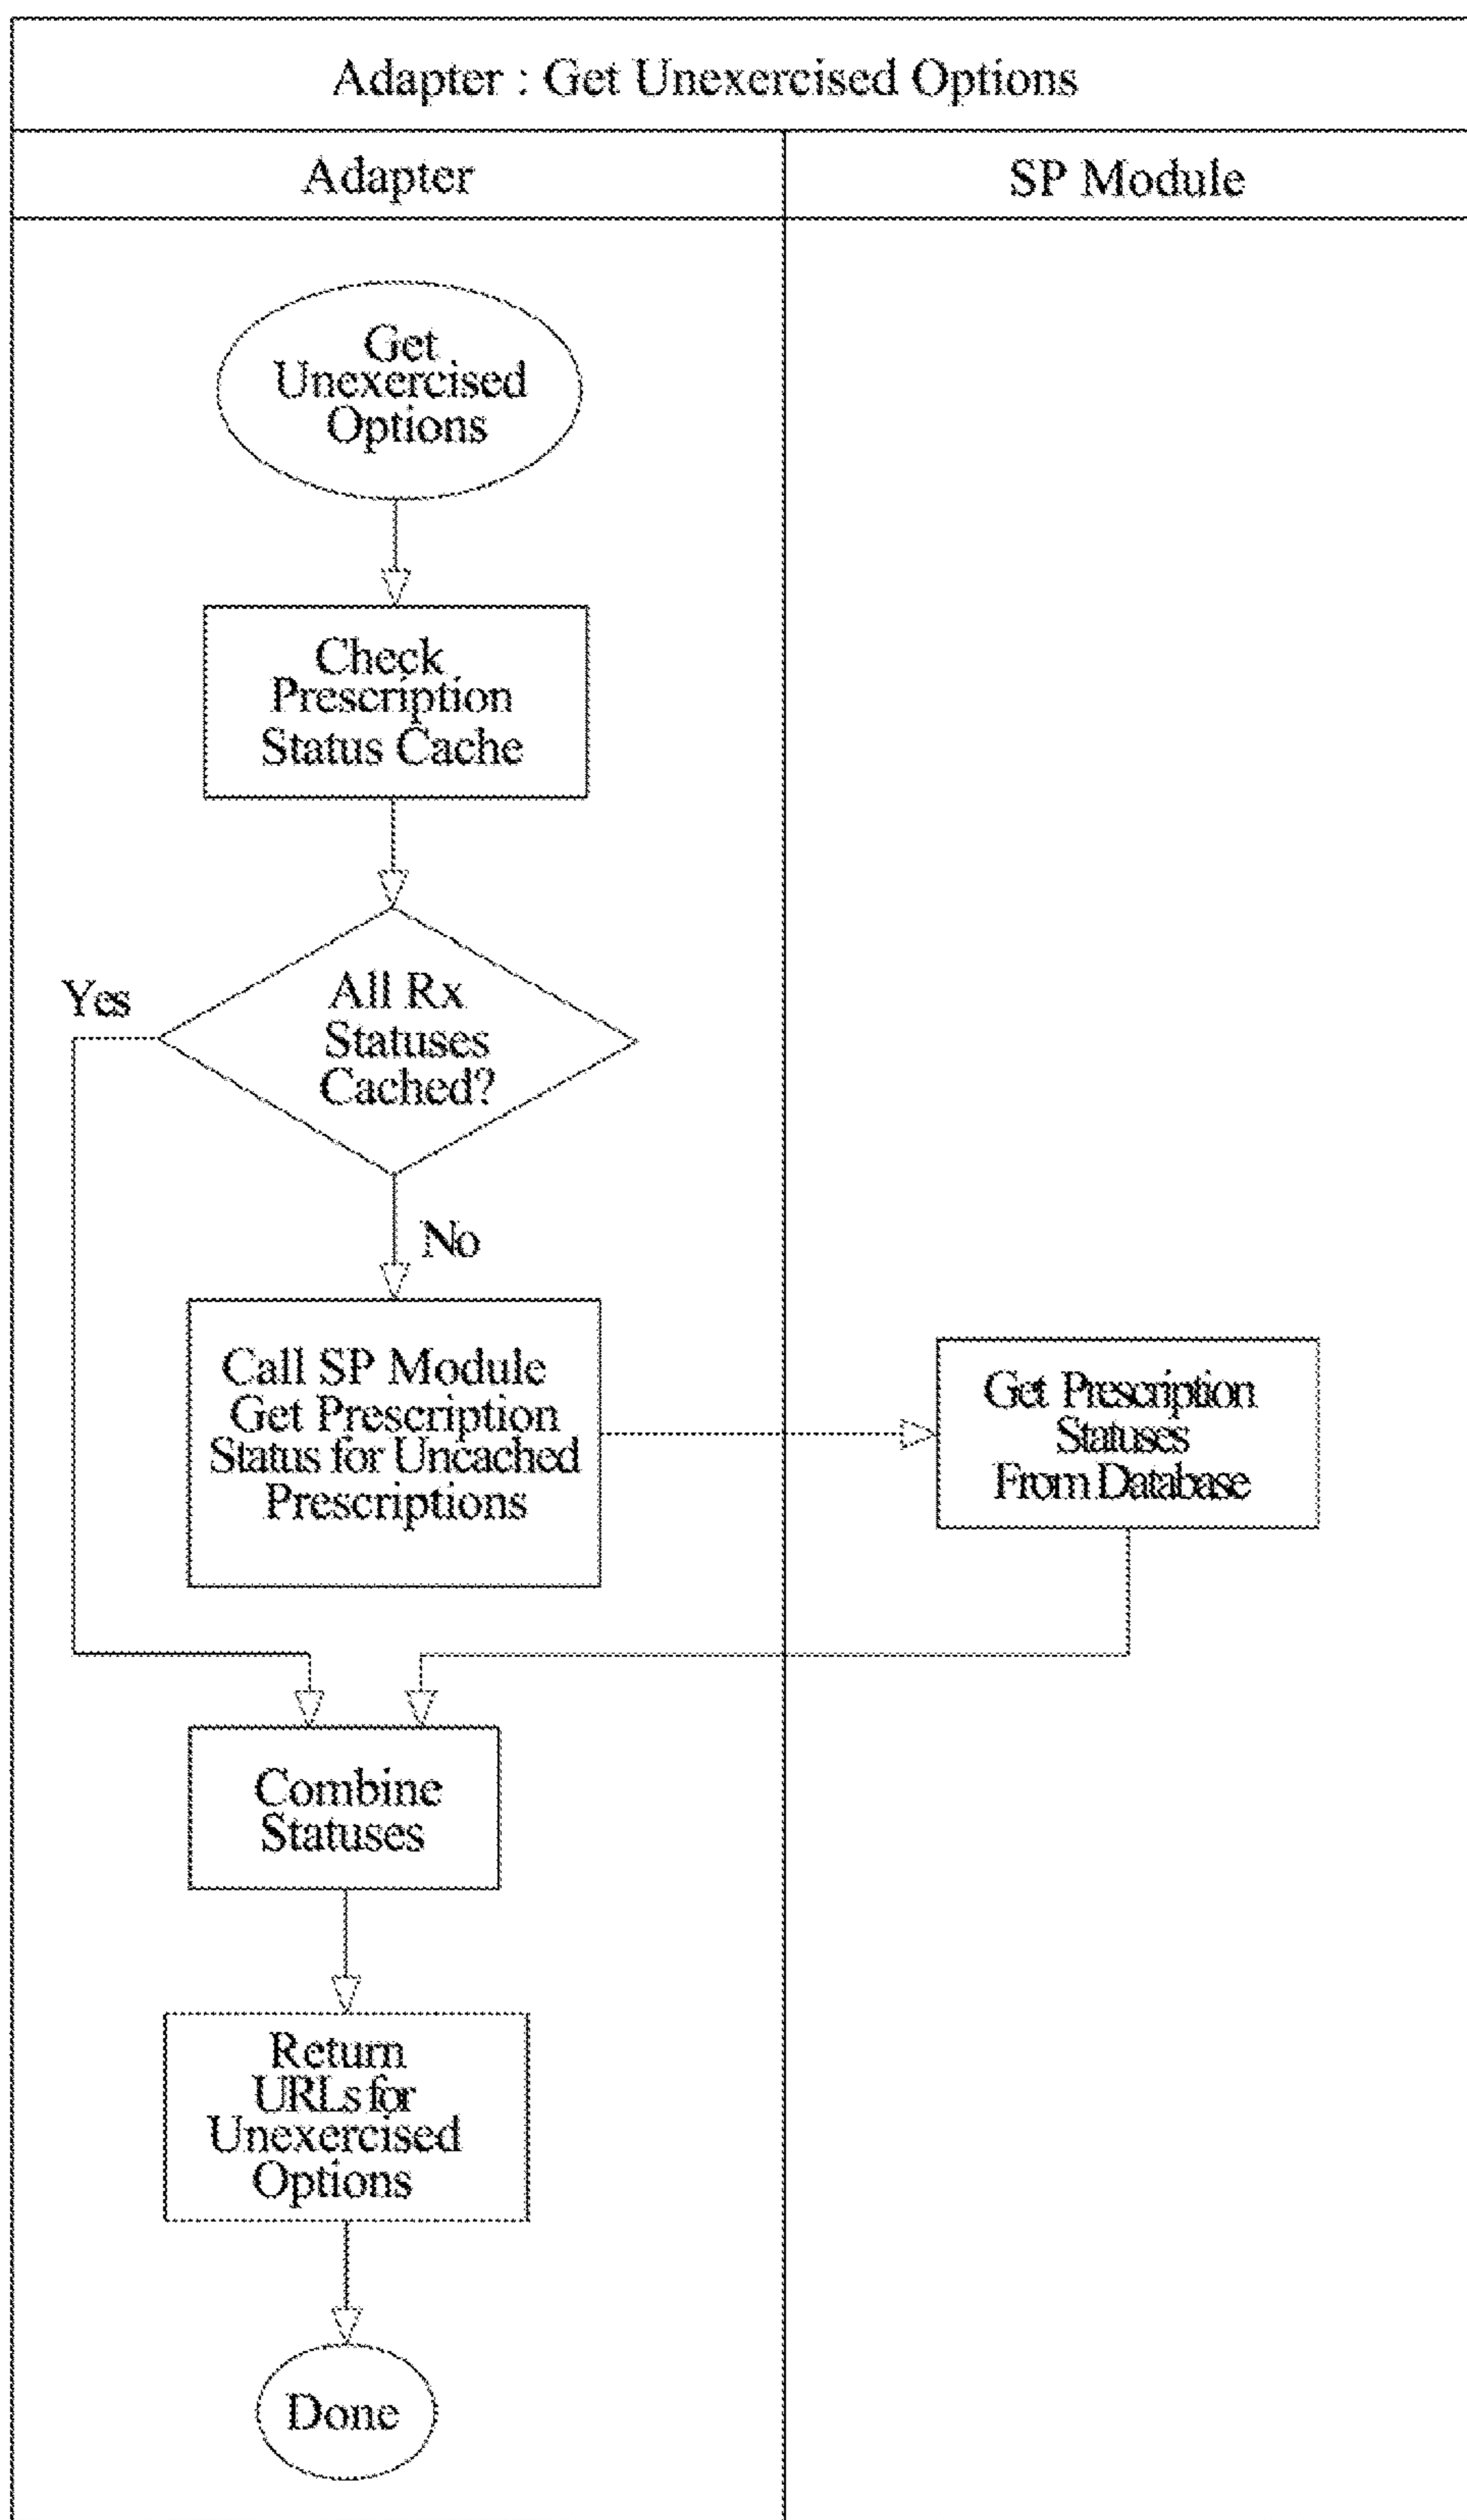 Adapter : Get Unexercised Options
Adapter
SP Module
Get
Unexercised
Options
Check
Prescription
Status Cache
Yes
All Rx
Statuses
Cached?
No
Call SP Module
Get Prescription
Status for Uncached
Prescriptions
Get Prescription
Statuses
From Database
Combine
Statuses
Return
URLs for
Unexercised
Options
Done